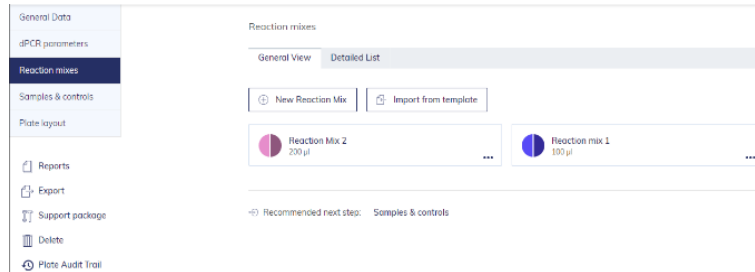 General Data
dPCR parameters
Reaction mixes
Samples & controls
Plate layout
Reports
Export
Support package
Delete
Plate Audit Trail
Reaction mixes
General View
Detailed List
New Reaction Mix
Import from template
Reaction Mix 2
200 µl
Reaction mix 1
100 µl
Recommended next step: Samples & controls